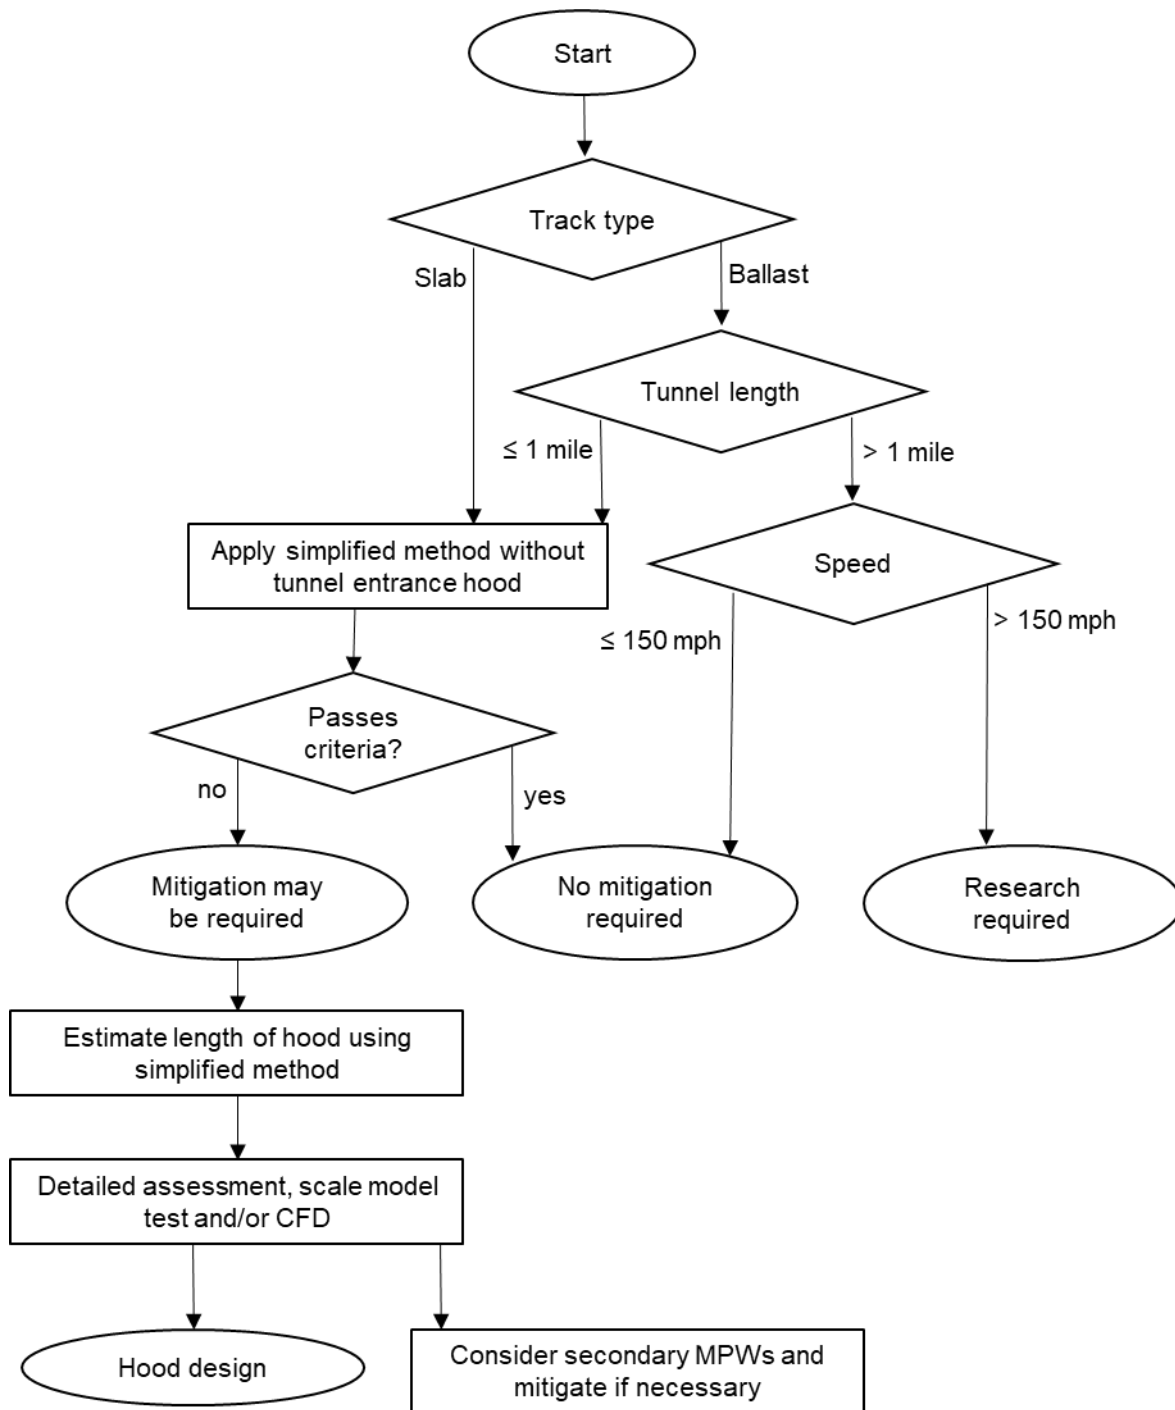 Start
Track type
Slab
Ballast
Tunnel length
≤ 1 mile
> 1 mile
Apply simplified method without
tunnel entrance hood
Speed
≤ 150 mph
> 150 mph
Passes
criteria?
no
yes
Mitigation may
be required
No mitigation
required
Research
required
Estimate length of hood using
simplified method
Detailed assessment, scale model
test and/or CFD
Hood design
Consider secondary MPWs and
mitigate if necessary